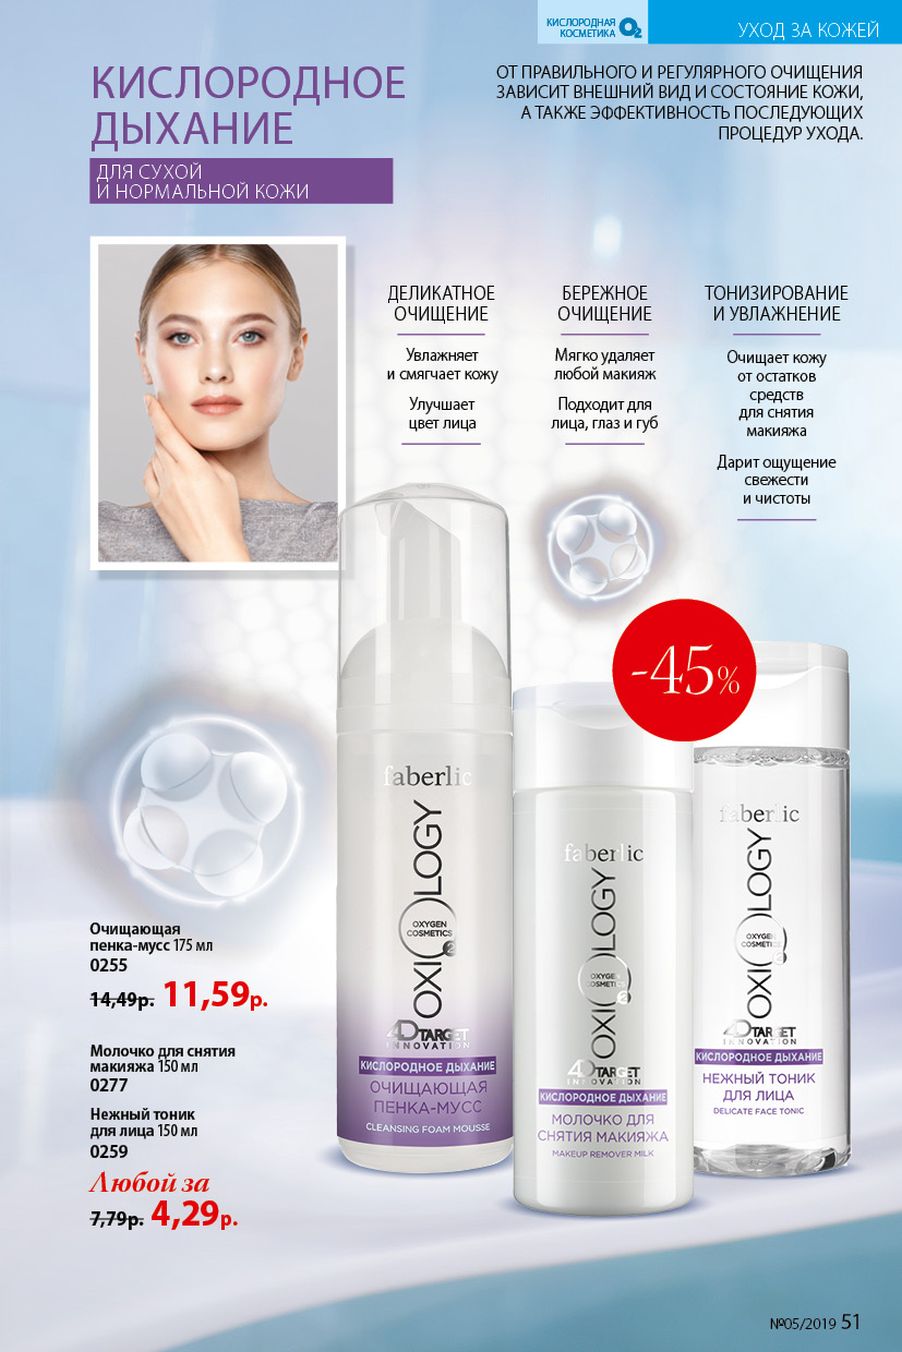 КИСЛОРОДНАЯ
КОСМЕТИКА O2
УХОД ЗА КОЖЕЙ
КИСЛОРОДНОЕ
ДЫХАНИЕ
ДЛЯ СУХОЙ
И НОРМАЛЬНОЙ КОЖИ
ОТ ПРАВИЛЬНОГО И РЕГУЛЯРНОГО ОЧИЩЕНИЯ
ЗАВИСИТ ВНЕШНИЙ ВИД И СОСТОЯНИЕ КОЖИ,
А ТАКЖЕ ЭФФЕКТИВНОСТЬ ПОСЛЕДУЮЩИХ
ПРОЦЕДУР УХОДА.
ДЕЛИКАТНОЕ
ОЧИЩЕНИЕ
Увлажняет
и смягчает кожу
Улучшает
цвет лица
БЕРЕЖНОЕ
ОЧИЩЕНИЕ
Мягко удаляет
любой макияж
Подходит для
лица, глаз и губ
ТОНИЗИРОВАНИЕ
И УВЛАЖНЕНИЕ
Очищает кожу
от остатков
средств
для снятия
макияжа
Дарит ощущение
свежести
и чистоты
-45%
faberlic
OXIOLOGY
OXYGEN
COSMETICS
2
4D TARGET
INNOVATION
КИСЛОРОДНОЕ ДЫХАНИЕ
ОЧИЩАЮЩАЯ
ПЕНКА-МУСС
CLEANSING FOAM MOUSSE
faberlic
OXIOLOGY
OXYGEN
COSMETICS
2
4D TARGET
INNOVATION
КИСЛОРОДНОЕ ДЫХАНИЕ
МОЛОЧКО ДЛЯ
СНЯТИЯ МАКИЯЖА
MAKEUP REMOVER MILK
faberlic
OXIOLOGY
OXYGEN
COSMETICS
2
4D TARGET
INNOVATION
КИСЛОРОДНОЕ ДЫХАНИЕ
НЕЖНЫЙ ТОНИК
ДЛЯ ЛИЦА
DELICATE FACE TONIC
Очищающая
пенка-мусс 175 мл
0255
14,49р. 11,59р.
Молочко для снятия
макияжа 150 мл
0277
Нежный тоник
для лица 150 мл
0259
Любой за
7,79р. 4,29р.
№05/2019 51